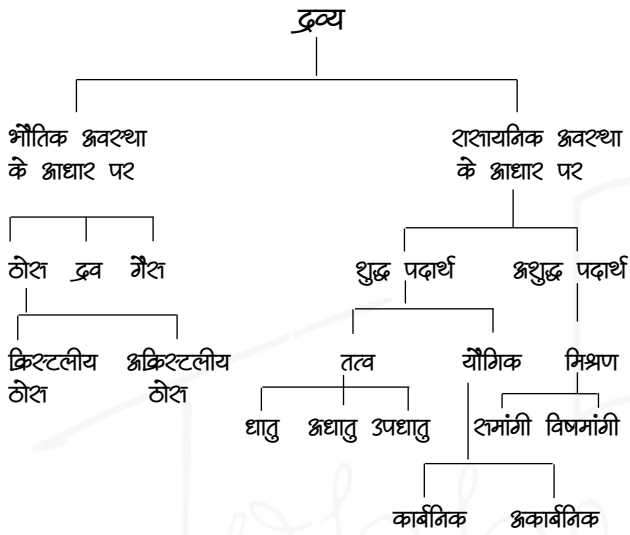 द्रव्य
भौतिक अवस्था
के आधार पर
रासायनिक अवस्था
के आधार पर
ठोस द्रव गैस
शुद्ध पदार्थ अशुद्ध पदार्थ
क्रिस्टलीय
ठोस
अक्रिस्टलीय
ठोस
तत्व यौगिक मिश्रण
धातु अधातु उपधातु
समांगी विषमांगी
कार्बनिक अकार्बनिक